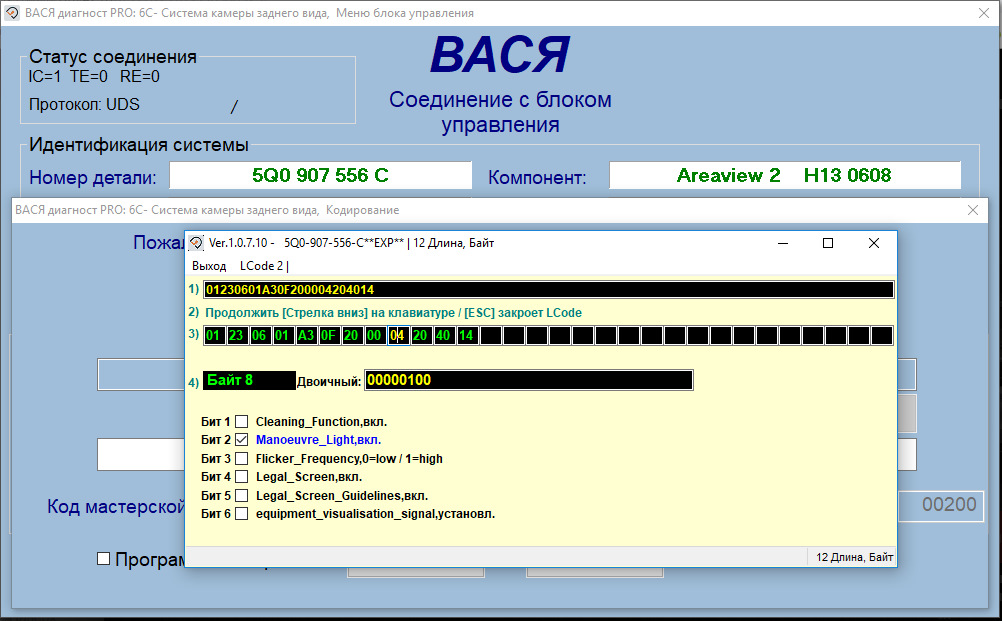 ВАСЯ диагност PRO: 6C- Система камеры заднего вида, Меню блока управления
Статус соединения
IC=1 TE=0 RE=0
Протокол: UDS /
ВАСЯ
Соединение с блоком
управления
Идентификация системы
Номер детали: 5Q0 907 556 C Компонент: Areaview 2 H13 0608
ВАСЯ диагност PRO: 6C- Система камеры заднего вида, Кодирование
Ver.1.0.7.10 - 5Q0-907-556-C**EXP** | 12 Длина, Байт
Выход LCode 2 |
1) 01230601A30F200004204014
2) Продолжить [Стрелка вниз] на клавиатуре / [ESC] закроет LCode
3) 01 23 06 01 A3 0F 20 00 04 20 40 14
4) Байт 8 Двоичный: 00000100
Бит 1 Cleaning_Function,вкл.
Бит 2 Manoeuvre_Light,вкл.
Бит 3 Flicker_Frequency,0=low / 1=high
Бит 4 Legal_Screen,вкл.
Бит 5 Legal_Screen_Guidelines,вкл.
Бит 6 equipment_visualisation_signal,установл.
12 Длина, Байт
Код мастерской 00200